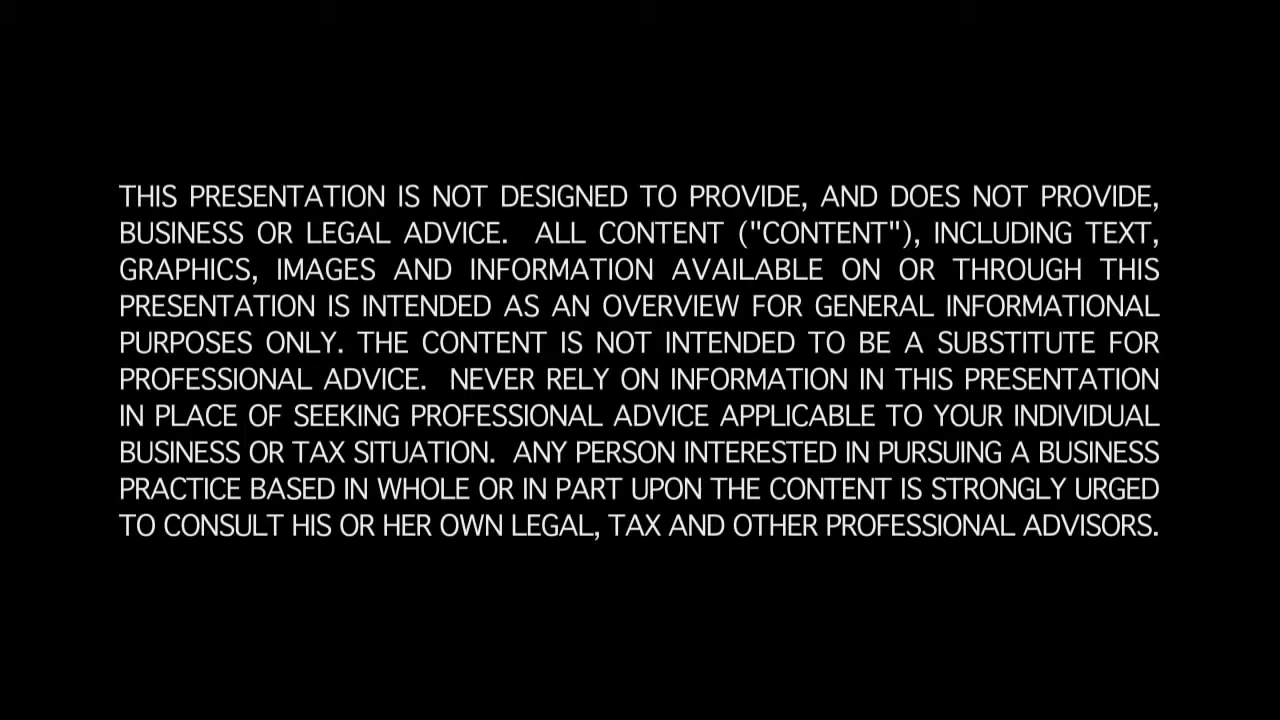 THIS PRESENTATION IS NOT DESIGNED TO PROVIDE, AND DOES NOT PROVIDE,
BUSINESS OR LEGAL ADVICE.  ALL CONTENT ("CONTENT"), INCLUDING TEXT,
GRAPHICS, IMAGES AND INFORMATION AVAILABLE ON OR THROUGH THIS
PRESENTATION IS INTENDED AS AN OVERVIEW FOR GENERAL INFORMATIONAL
PURPOSES ONLY. THE CONTENT IS NOT INTENDED TO BE A SUBSTITUTE FOR
PROFESSIONAL ADVICE.  NEVER RELY ON INFORMATION IN THIS PRESENTATION
IN PLACE OF SEEKING PROFESSIONAL ADVICE APPLICABLE TO YOUR INDIVIDUAL
BUSINESS OR TAX SITUATION.  ANY PERSON INTERESTED IN PURSUING A BUSINESS
PRACTICE BASED IN WHOLE OR IN PART UPON THE CONTENT IS STRONGLY URGED
TO CONSULT HIS OR HER OWN LEGAL, TAX AND OTHER PROFESSIONAL ADVISORS.